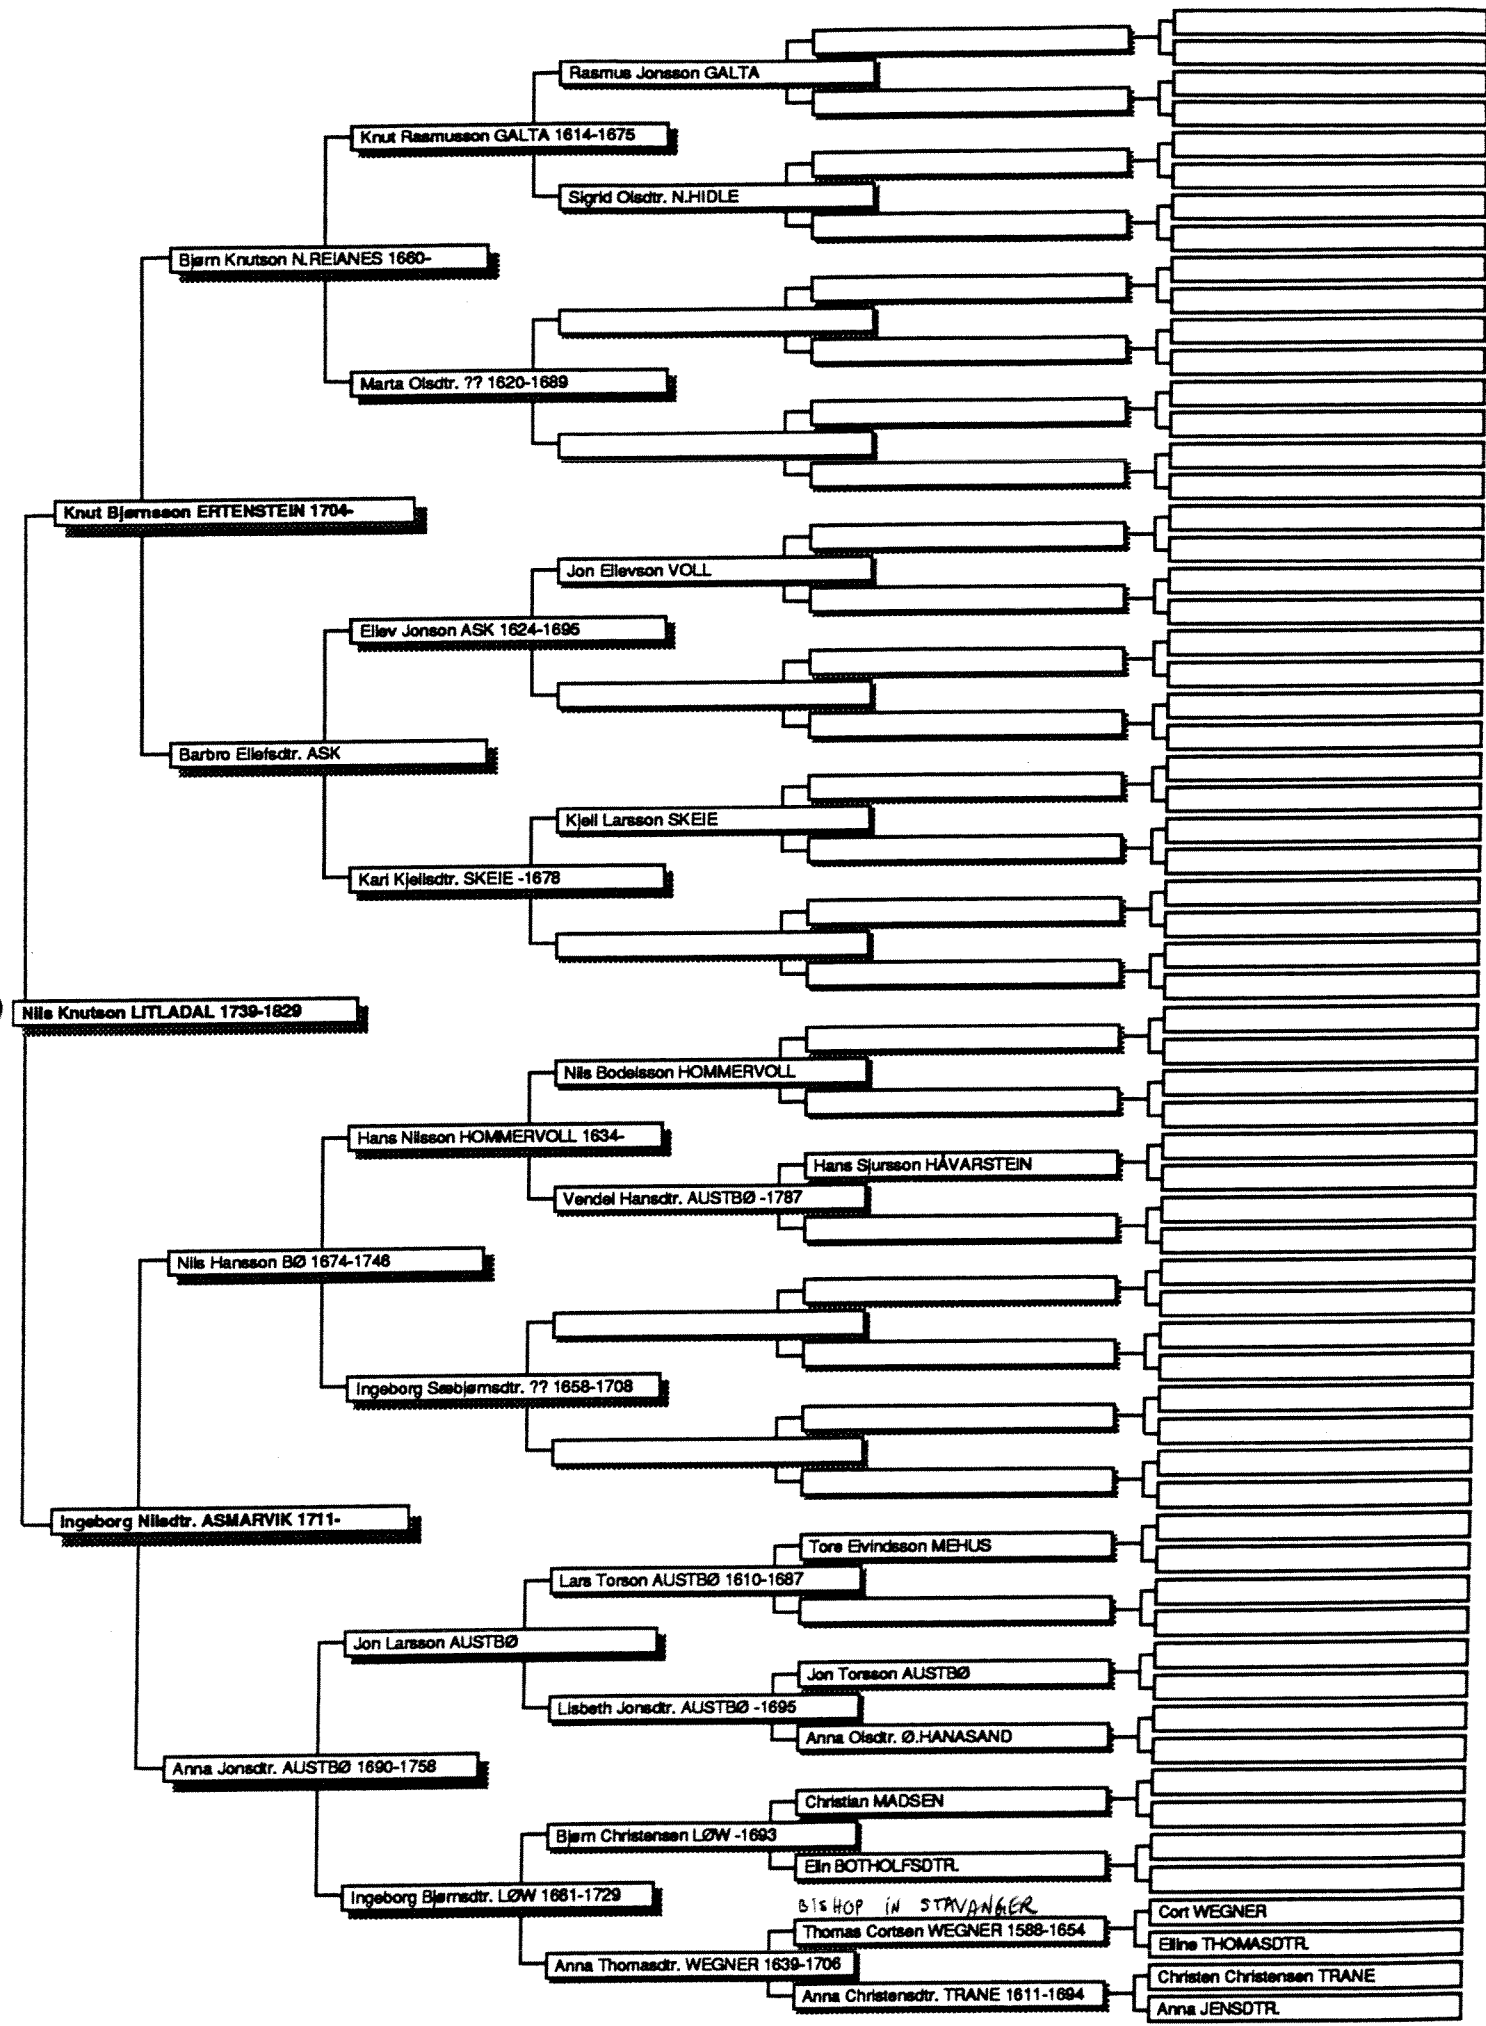 Rasmus Jonsson GALTA
Knut Rasmusson GALTA 1614-1675
Sigrid Olsdtr. N.HIDLE
Bjørn Knutson N.REIANES 1660-
Marta Olsdtr. ?? 1620-1689
Knut Bjørnsson ERTENSTEIN 1704-
Jon Ellevson VOLL
Ellev Jonson ASK 1624-1695
Barbro Ellefsdtr. ASK
Kjell Larsson SKEIE
Kari Kjellsdtr. SKEIE -1678
Nils Knutson LITLADAL 1739-1829
Nils Bodelsson HOMMERVOLL
Hans Nilsson HOMMERVOLL 1634-
Hans Sjursson HÅVARSTEIN
Vendel Hansdtr. AUSTBØ -1787
Nils Hansson BØ 1674-1746
Ingeborg Sæbjørnsdtr. ?? 1658-1708
Ingeborg Nilsdtr. ASMARVIK 1711-
Tore Eivindsson MEHUS
Lars Torson AUSTBØ 1610-1687
Jon Larsson AUSTBØ
Jon Torsson AUSTBØ
Lisbeth Jonsdtr. AUSTBØ -1695
Anna Olsdtr. Ø.HANASAND
Anna Jonsdtr. AUSTBØ 1690-1758
Christian MADSEN
Bjørn Christensen LØW -1693
Elin BOTHOLFSDTR.
Ingeborg Bjørnsdtr. LØW 1661-1729
BISHOP IN STAVANGER
Cort WEGNER
Thomas Cortsen WEGNER 1588-1654
Elline THOMASDTR.
Anna Thomasdtr. WEGNER 1639-1706
Christen Christensen TRANE
Anna Christensdtr. TRANE 1611-1694
Anna JENSDTR.